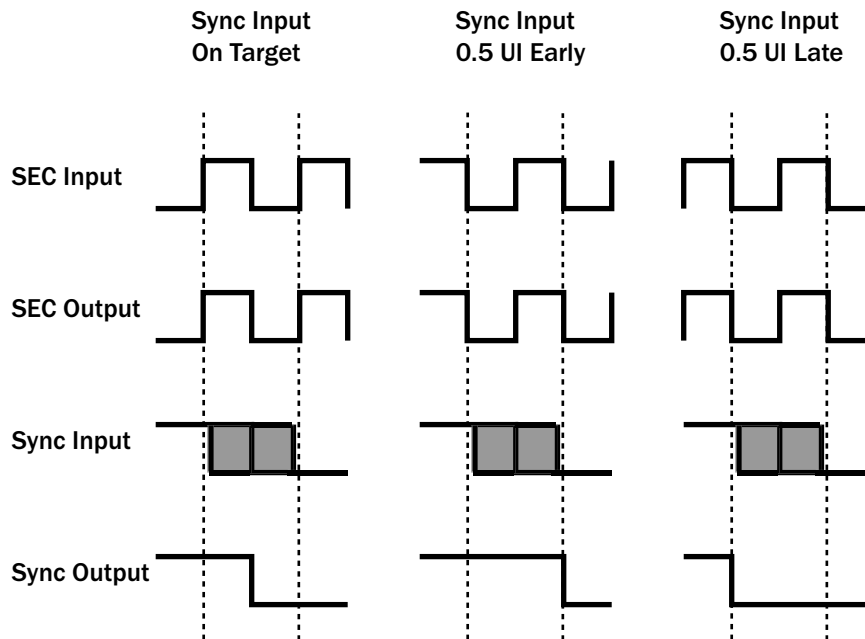 Sync Input
On Target
Sync Input
0.5 UI Early
Sync Input
0.5 UI Late
SEC Input
SEC Output
Sync Input
Sync Output